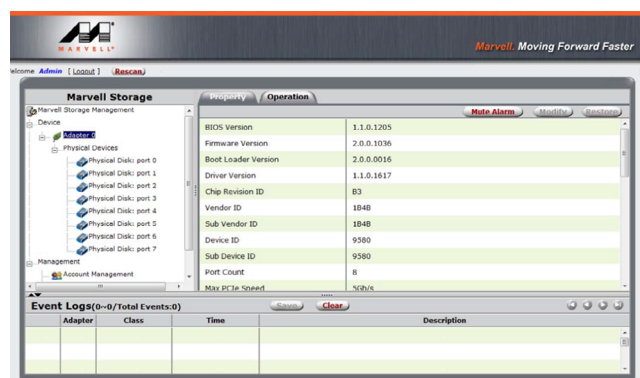 MARVELL
Marvell. Moving Forward Faster
elcome Admin [ Logout ] Rescan
Marvell Storage
Property Operation
Marvell Storage Management
Mute Alarm Modify Restore
Device
Adapter 0
Physical Devices
Physical Disk: port 0
Physical Disk: port 1
Physical Disk: port 2
Physical Disk: port 3
Physical Disk: port 4
Physical Disk: port 5
Physical Disk: port 6
Physical Disk: port 7
Management
Account Management
BIOS Version 1.1.0.1205
Firmware Version 2.0.0.1036
Boot Loader Version 2.0.0.0016
Driver Version 1.1.0.1617
Chip Revision ID B3
Vendor ID 1B4B
Sub Vendor ID 1B4B
Device ID 9580
Sub Device ID 9580
Port Count 8
Max PCIe Speed 5Gb/s
Event Logs(0~0/Total Events:0) Save Clear
Adapter Class Time Description